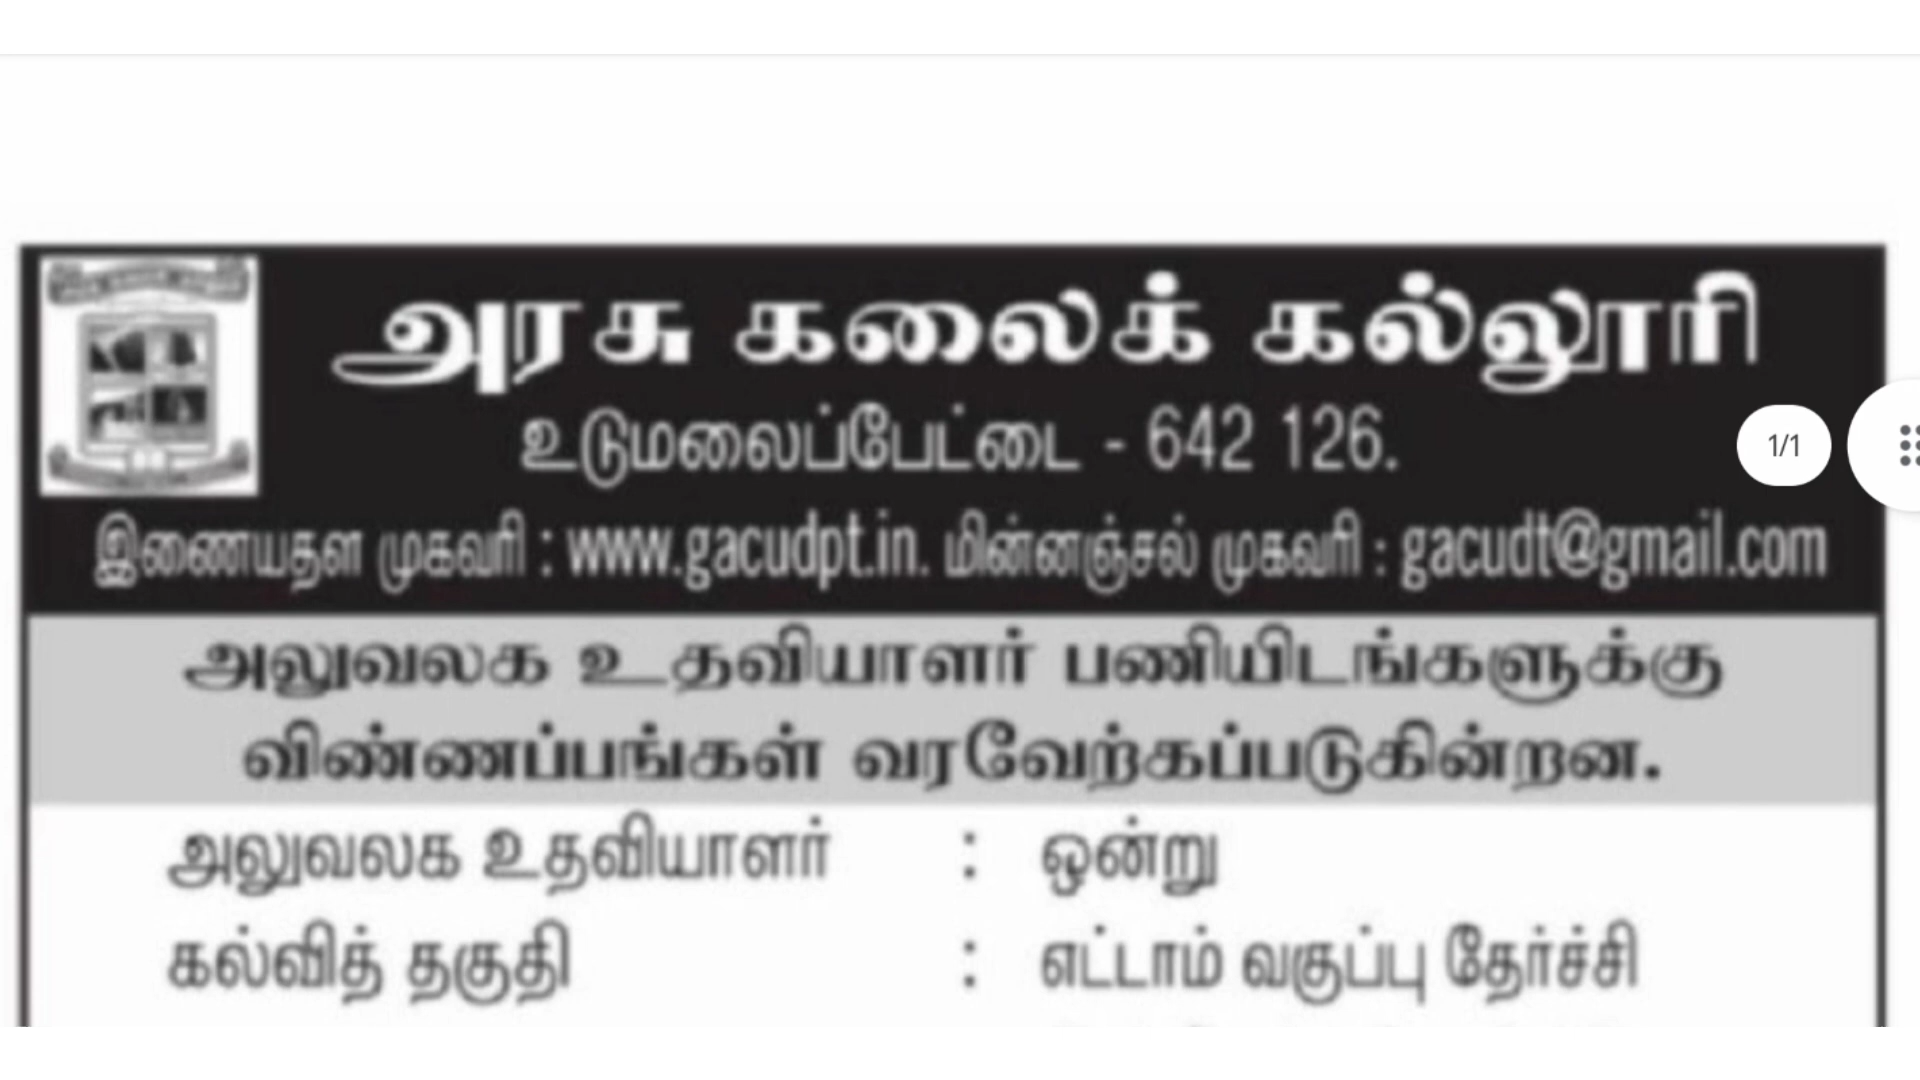 அரசு கலைக் கல்லூரி
உடுமலைப்பேட்டை - 642 126.
1/1
இணையதள முகவரி : www.gacudpt.in. மின்னஞ்சல் முகவரி : gacudt@gmail.com
அலுவலக உதவியாளர் பணியிடங்களுக்கு
விண்ணப்பங்கள் வரவேற்கப்படுகின்றன.
அலுவலக உதவியாளர் : ஒன்று
கல்வித் தகுதி : எட்டாம் வகுப்பு தேர்ச்சி